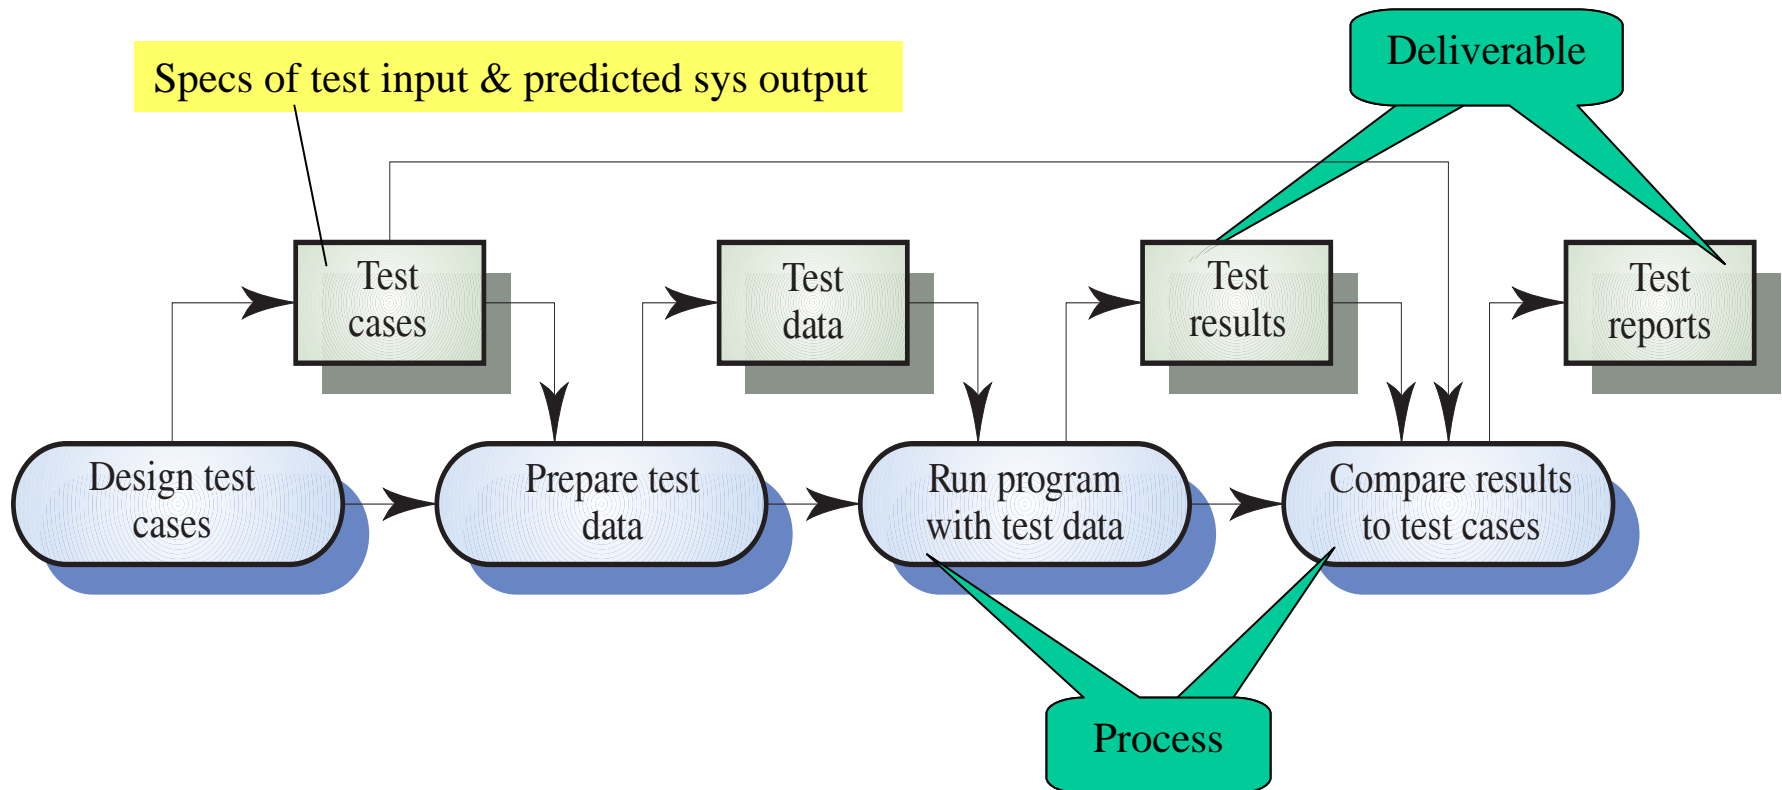 Deliverable
Specs of test input & predicted sys output
Test
cases
Test
data
Test
results
Test
reports
Design test
cases
Prepare test
data
Run program
with test data
Compare results
to test cases
Process